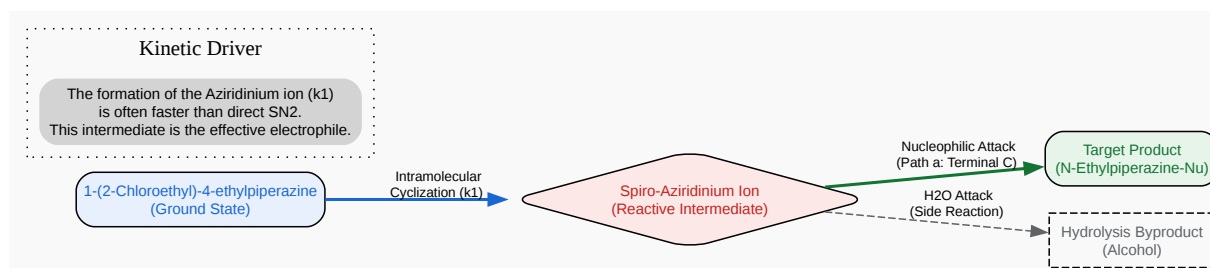 Kinetic Driver
The formation of the Aziridinium ion (k1)
is often faster than direct SN2.
This intermediate is the effective electrophile.
1-(2-Chloroethyl)-4-ethylpiperazine
(Ground State)
Intramolecular
Cyclization (k1)
Spiro-Aziridinium Ion
(Reactive Intermediate)
Nucleophilic Attack
(Path a: Terminal C)
H2O Attack
(Side Reaction)
Target Product
(N-Ethylpiperazine-Nu)
Hydrolysis Byproduct
(Alcohol)